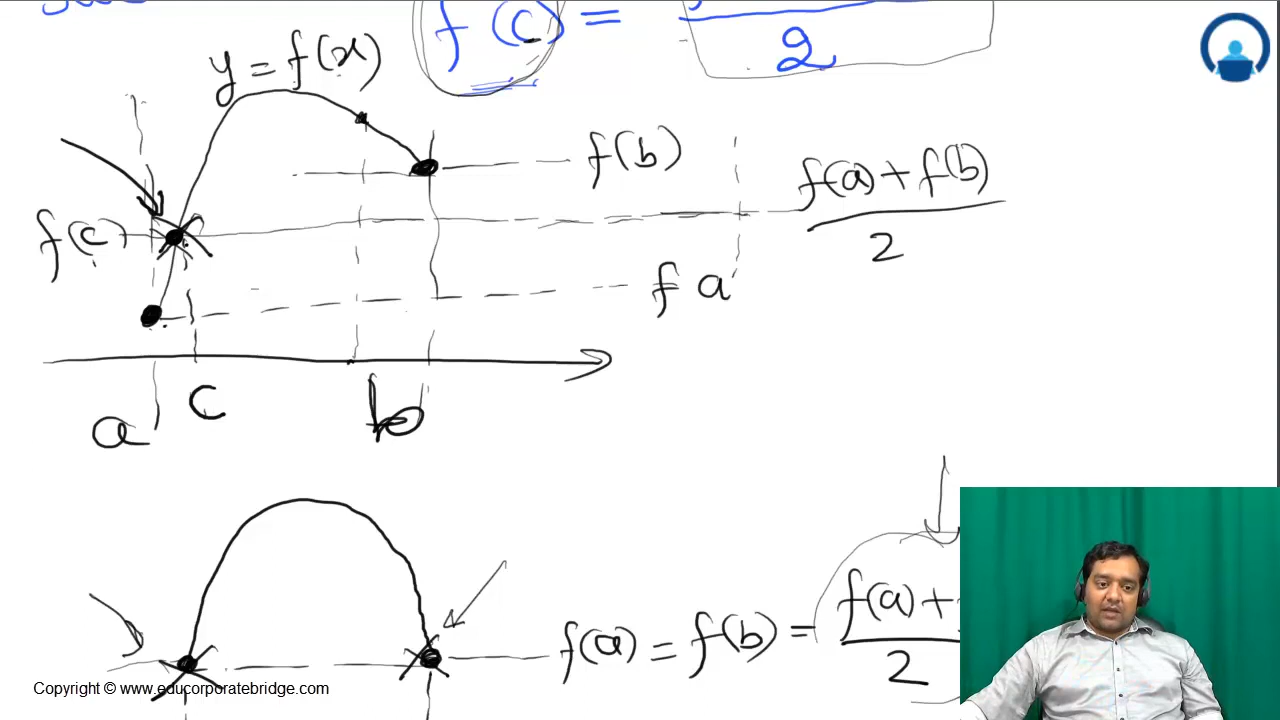 f(c) =
2
y = f(x)
f(b)
f(a) + f(b)
2
f(c)
f a
c
a
b
f(a) = f(b) = f(a) +
2
Copyright © www.educorporatebridge.com